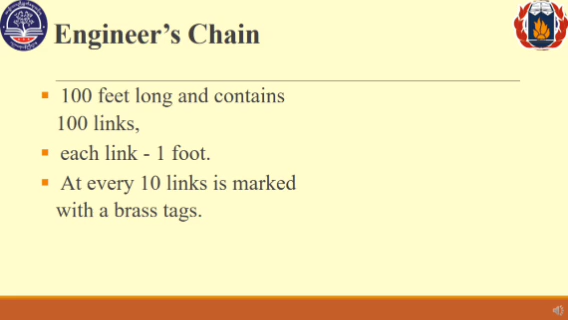 Engineer's Chain
100 feet long and contains
100 links,
each link - 1 foot.
At every 10 links is marked
with a brass tags.